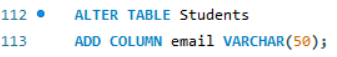 112 ● ALTER TABLE Students
113 ADD COLUMN email VARCHAR(50);